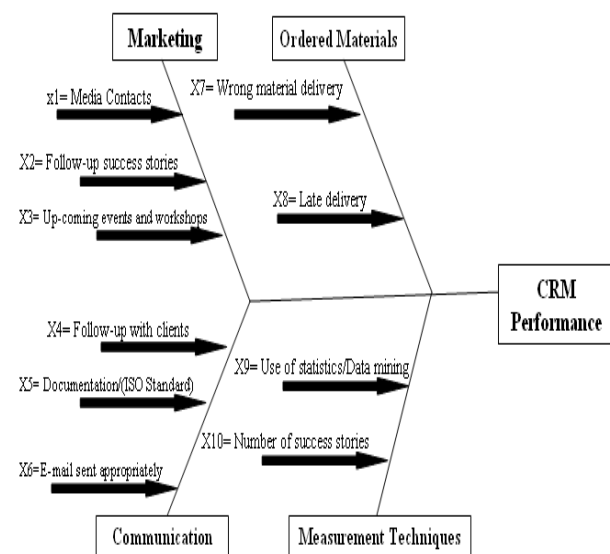 Marketing
Ordered Materials
x1= Media Contacts
X2= Follow-up success stories
X3= Up-coming events and workshops
X7= Wrong material delivery
X8= Late delivery
CRM
Performance
X4= Follow-up with clients
X5= Documentation/(ISO Standard)
X6=E-mail sent appropriately
X9= Use of statistics/Data mining
X10= Number of success stories
Communication
Measurement Techniques